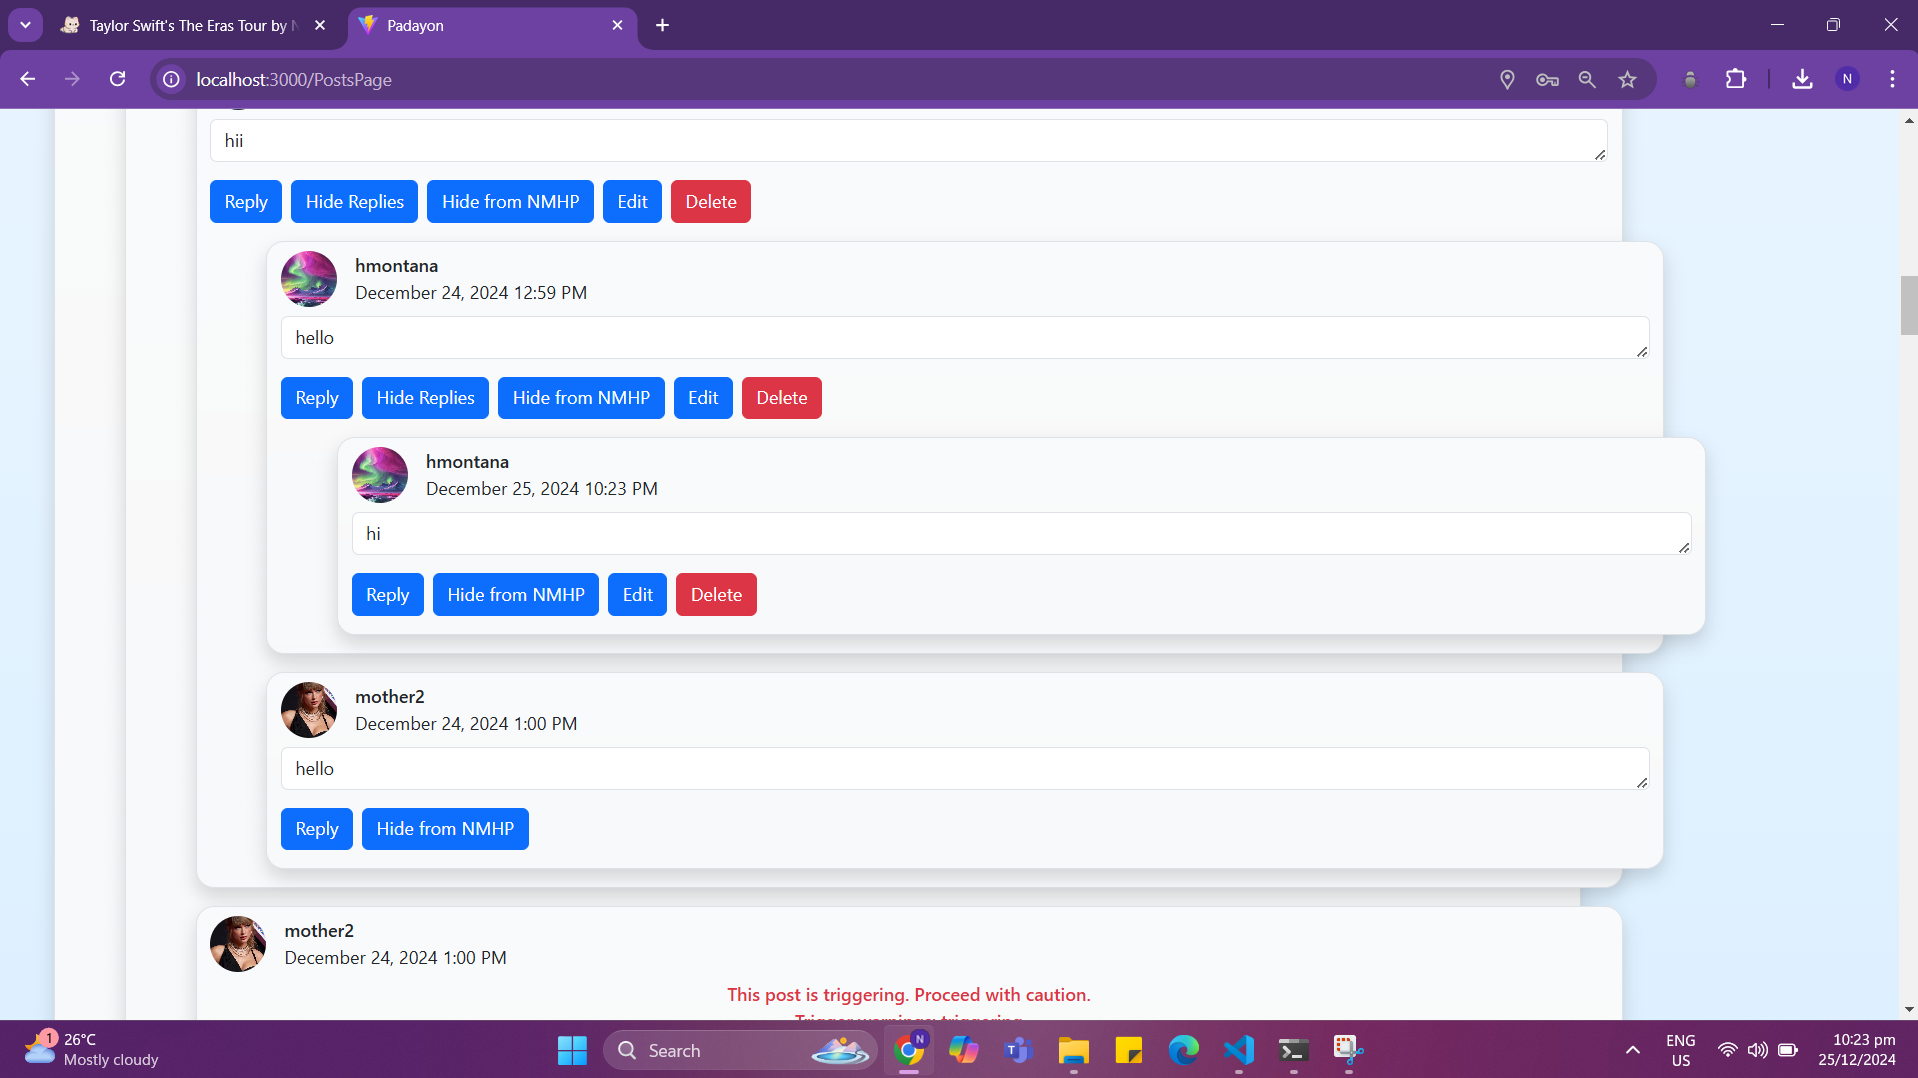 Taylor Swift's The Eras Tour by
Padayon
localhost:3000/PostsPage
N
hii
Reply Hide Replies Hide from NMHP Edit Delete
hmontana
December 24, 2024 12:59 PM
hello
Reply Hide Replies Hide from NMHP Edit Delete
hmontana
December 25, 2024 10:23 PM
hi
Reply Hide from NMHP Edit Delete
mother2
December 24, 2024 1:00 PM
hello
Reply Hide from NMHP
mother2
December 24, 2024 1:00 PM
This post is triggering. Proceed with caution.
Trigger warnings: triggering
1
26°C
Mostly cloudy
Search
N
ENG
US
10:23 pm
25/12/2024